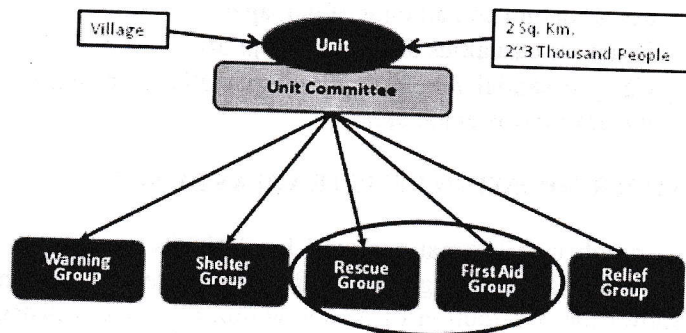 Village
Unit
2 Sq. Km.
2~3 Thousand People
Unit Committee
Warning
Group
Shelter
Group
Rescue
Group
First Aid
Group
Relief
Group